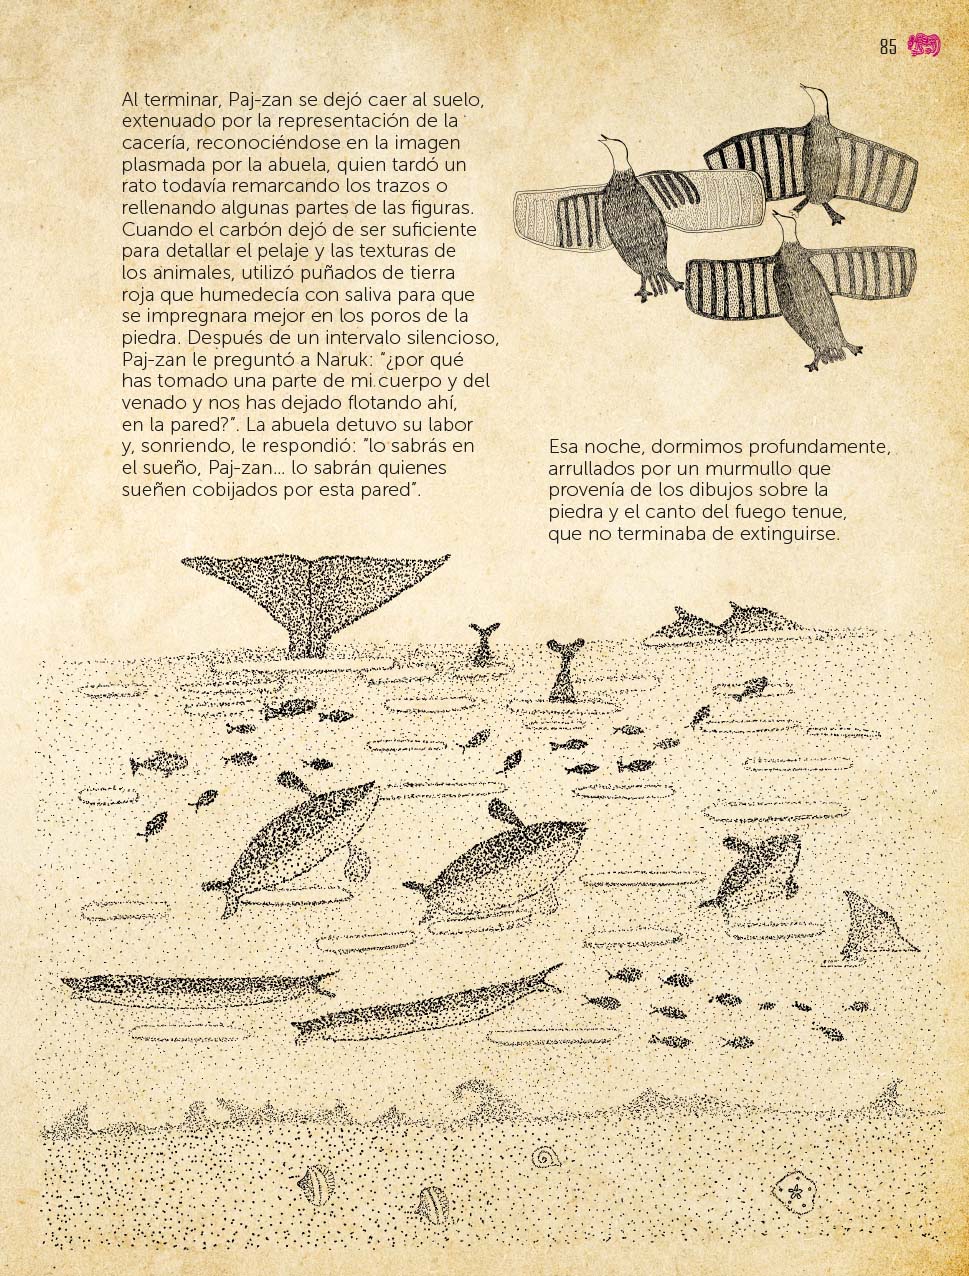 85
Al terminar, Paj-zan se dejó caer al suelo,
extenuado por la representación de la
cacería, reconociéndose en la imagen
plasmada por la abuela, quien tardó un
rato todavía remarcando los trazos o
rellenando algunas partes de las figuras.
Cuando el carbón dejó de ser suficiente
para detallar el pelaje y las texturas de
los animales, utilizó puñados de tierra
roja que humedecía con saliva para que
se impregnara mejor en los poros de la
piedra. Después de un intervalo silencioso,
Paj-zan le preguntó a Naruk: “¿por qué
has tomado una parte de mi cuerpo y del
venado y nos has dejado flotando ahí,
en la pared?”. La abuela detuvo su labor
y, sonriendo, le respondió: “lo sabrás en
el sueño, Paj-zan... lo sabrán quienes
sueñen cobijados por esta pared”.
Esa noche, dormimos profundamente,
arrullados por un murmullo que
provenía de los dibujos sobre la
piedra y el canto del fuego tenue,
que no terminaba de extinguirse.